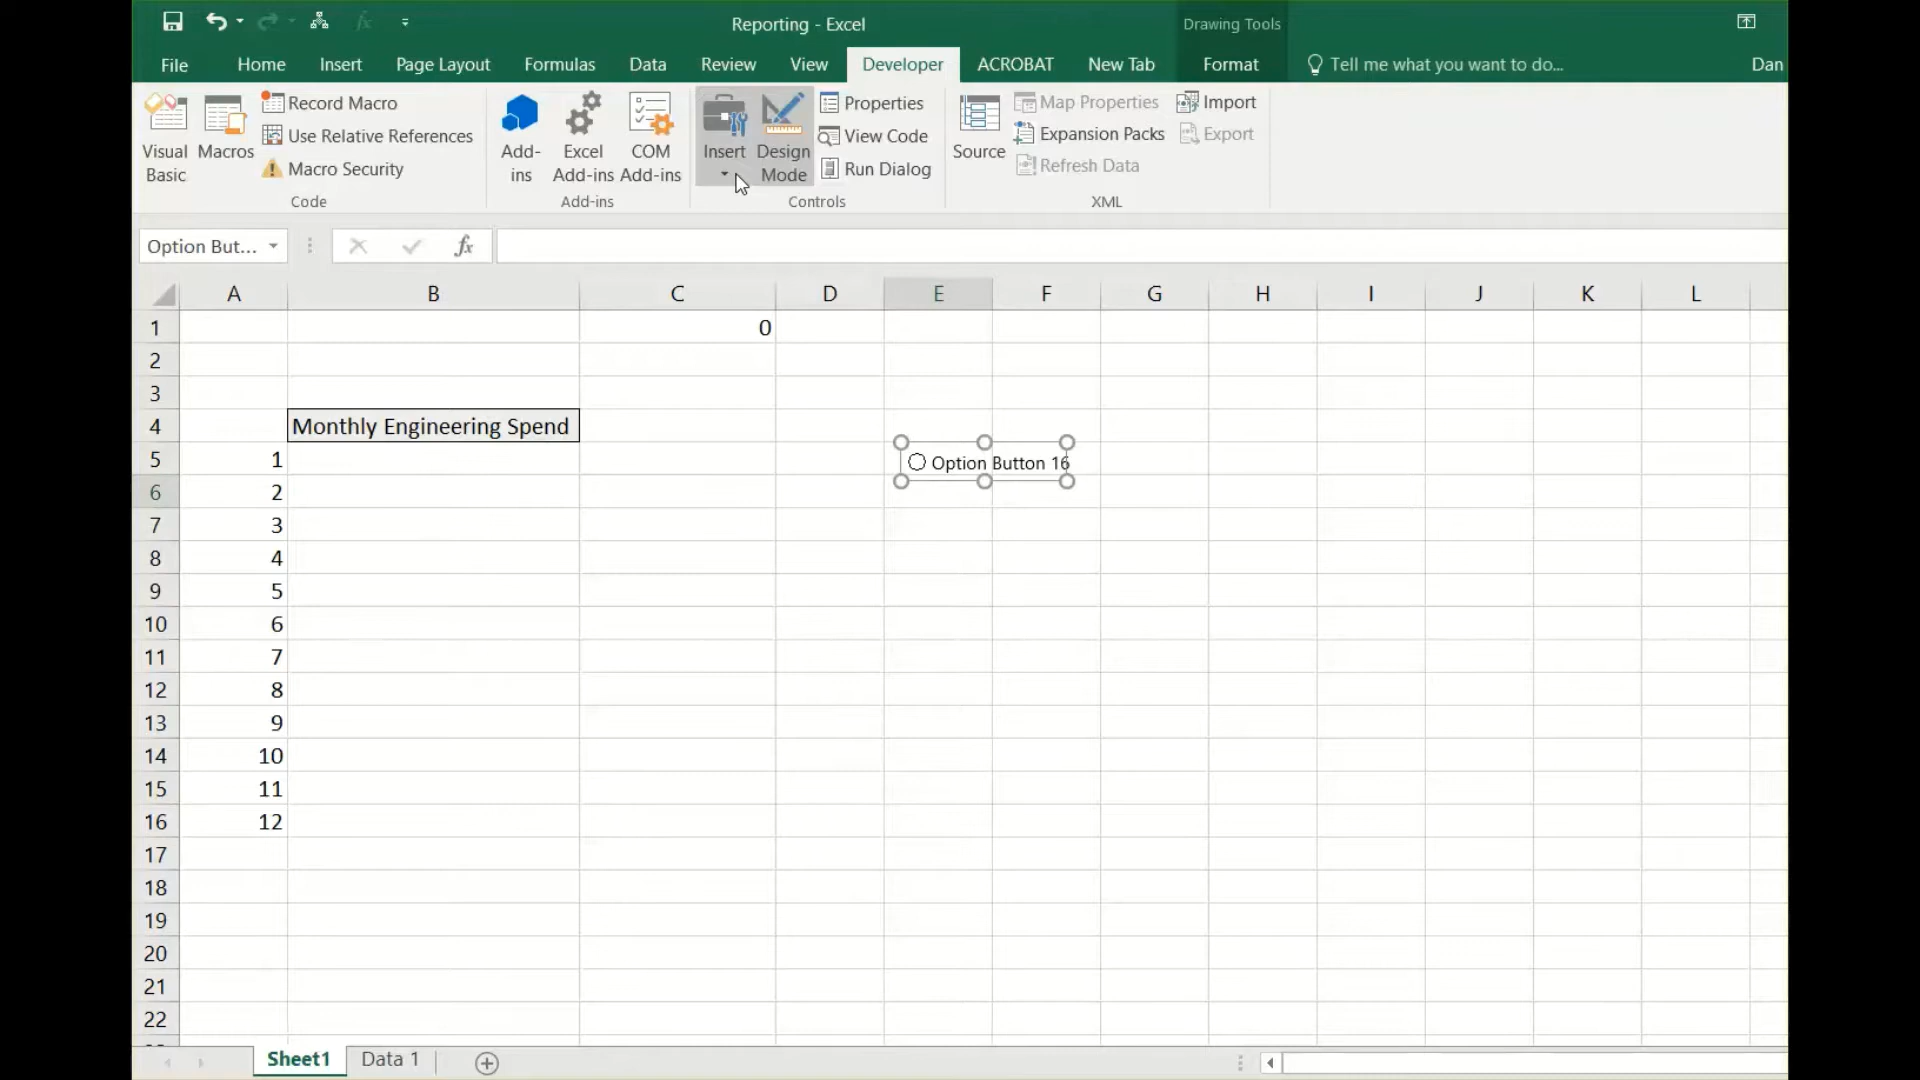 Reporting - Excel
Drawing Tools
File Home Insert Page Layout Formulas Data Review View Developer ACROBAT New Tab Format Tell me what you want to do... Dan
Visual Basic
Macros
Record Macro
Use Relative References
Macro Security
Code
Add-ins
Excel Add-ins
COM Add-ins
Add-ins
Insert
Design Mode
Properties
View Code
Run Dialog
Controls
Source
Map Properties
Expansion Packs
Refresh Data
Import
Export
XML
Option But... fx
A B C D E F G H I J K L
1 0
2
3
4 Monthly Engineering Spend
5 1 Option Button 16
6 2
7 3
8 4
9 5
10 6
11 7
12 8
13 9
14 10
15 11
16 12
17
18
19
20
21
22
Sheet1 Data 1